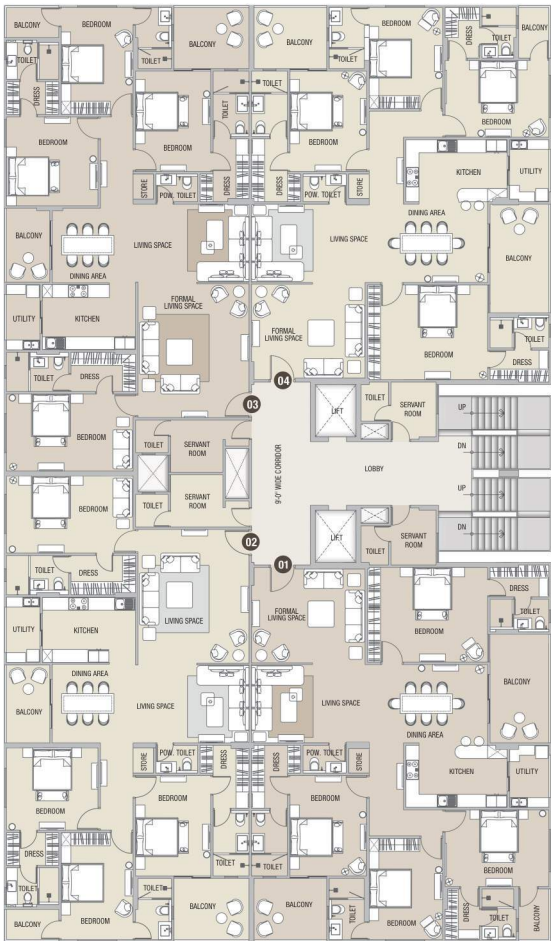 BALCONY
BEDROOM
BALCONY
BALCONY
BEDROOM
TOILET
BALCONY
TOILET
TOILET
TOILET
DRESS
TOILET
DRESS
BEDROOM
TOILET
TOILET
BEDROOM
BEDROOM
BEDROOM
KITCHEN
UTILITY
STORE
POW. TOILET
DRESS
DRESS
POW. TOILET
STORE
BALCONY
DINING AREA
LIVING SPACE
LIVING SPACE
DINING AREA
BALCONY
UTILITY
KITCHEN
FORMAL
LIVING SPACE
FORMAL
LIVING SPACE
BEDROOM
TOILET
DRESS
TOILET
DRESS
04
03
BEDROOM
TOILET
SERVANT
ROOM
LIFT
TOILET
SERVANT
ROOM
UP
DN
9'-0" WIDE CORRIDOR
LOBBY
BEDROOM
TOILET
SERVANT
ROOM
UP
DN
02
LIFT
TOILET
SERVANT
ROOM
TOILET
DRESS
01
UTILITY
KITCHEN
LIVING SPACE
FORMAL
LIVING SPACE
BEDROOM
DRESS
TOILET
BALCONY
DINING AREA
LIVING SPACE
LIVING SPACE
DINING AREA
BALCONY
STORE
POW. TOILET
DRESS
DRESS
POW. TOILET
STORE
KITCHEN
UTILITY
BEDROOM
BEDROOM
BEDROOM
DRESS
TOILET
TOILET
BEDROOM
TOILET
TOILET
TOILET
DRESS
TOILET
BALCONY
BEDROOM
BALCONY
BALCONY
BEDROOM
BALCONY